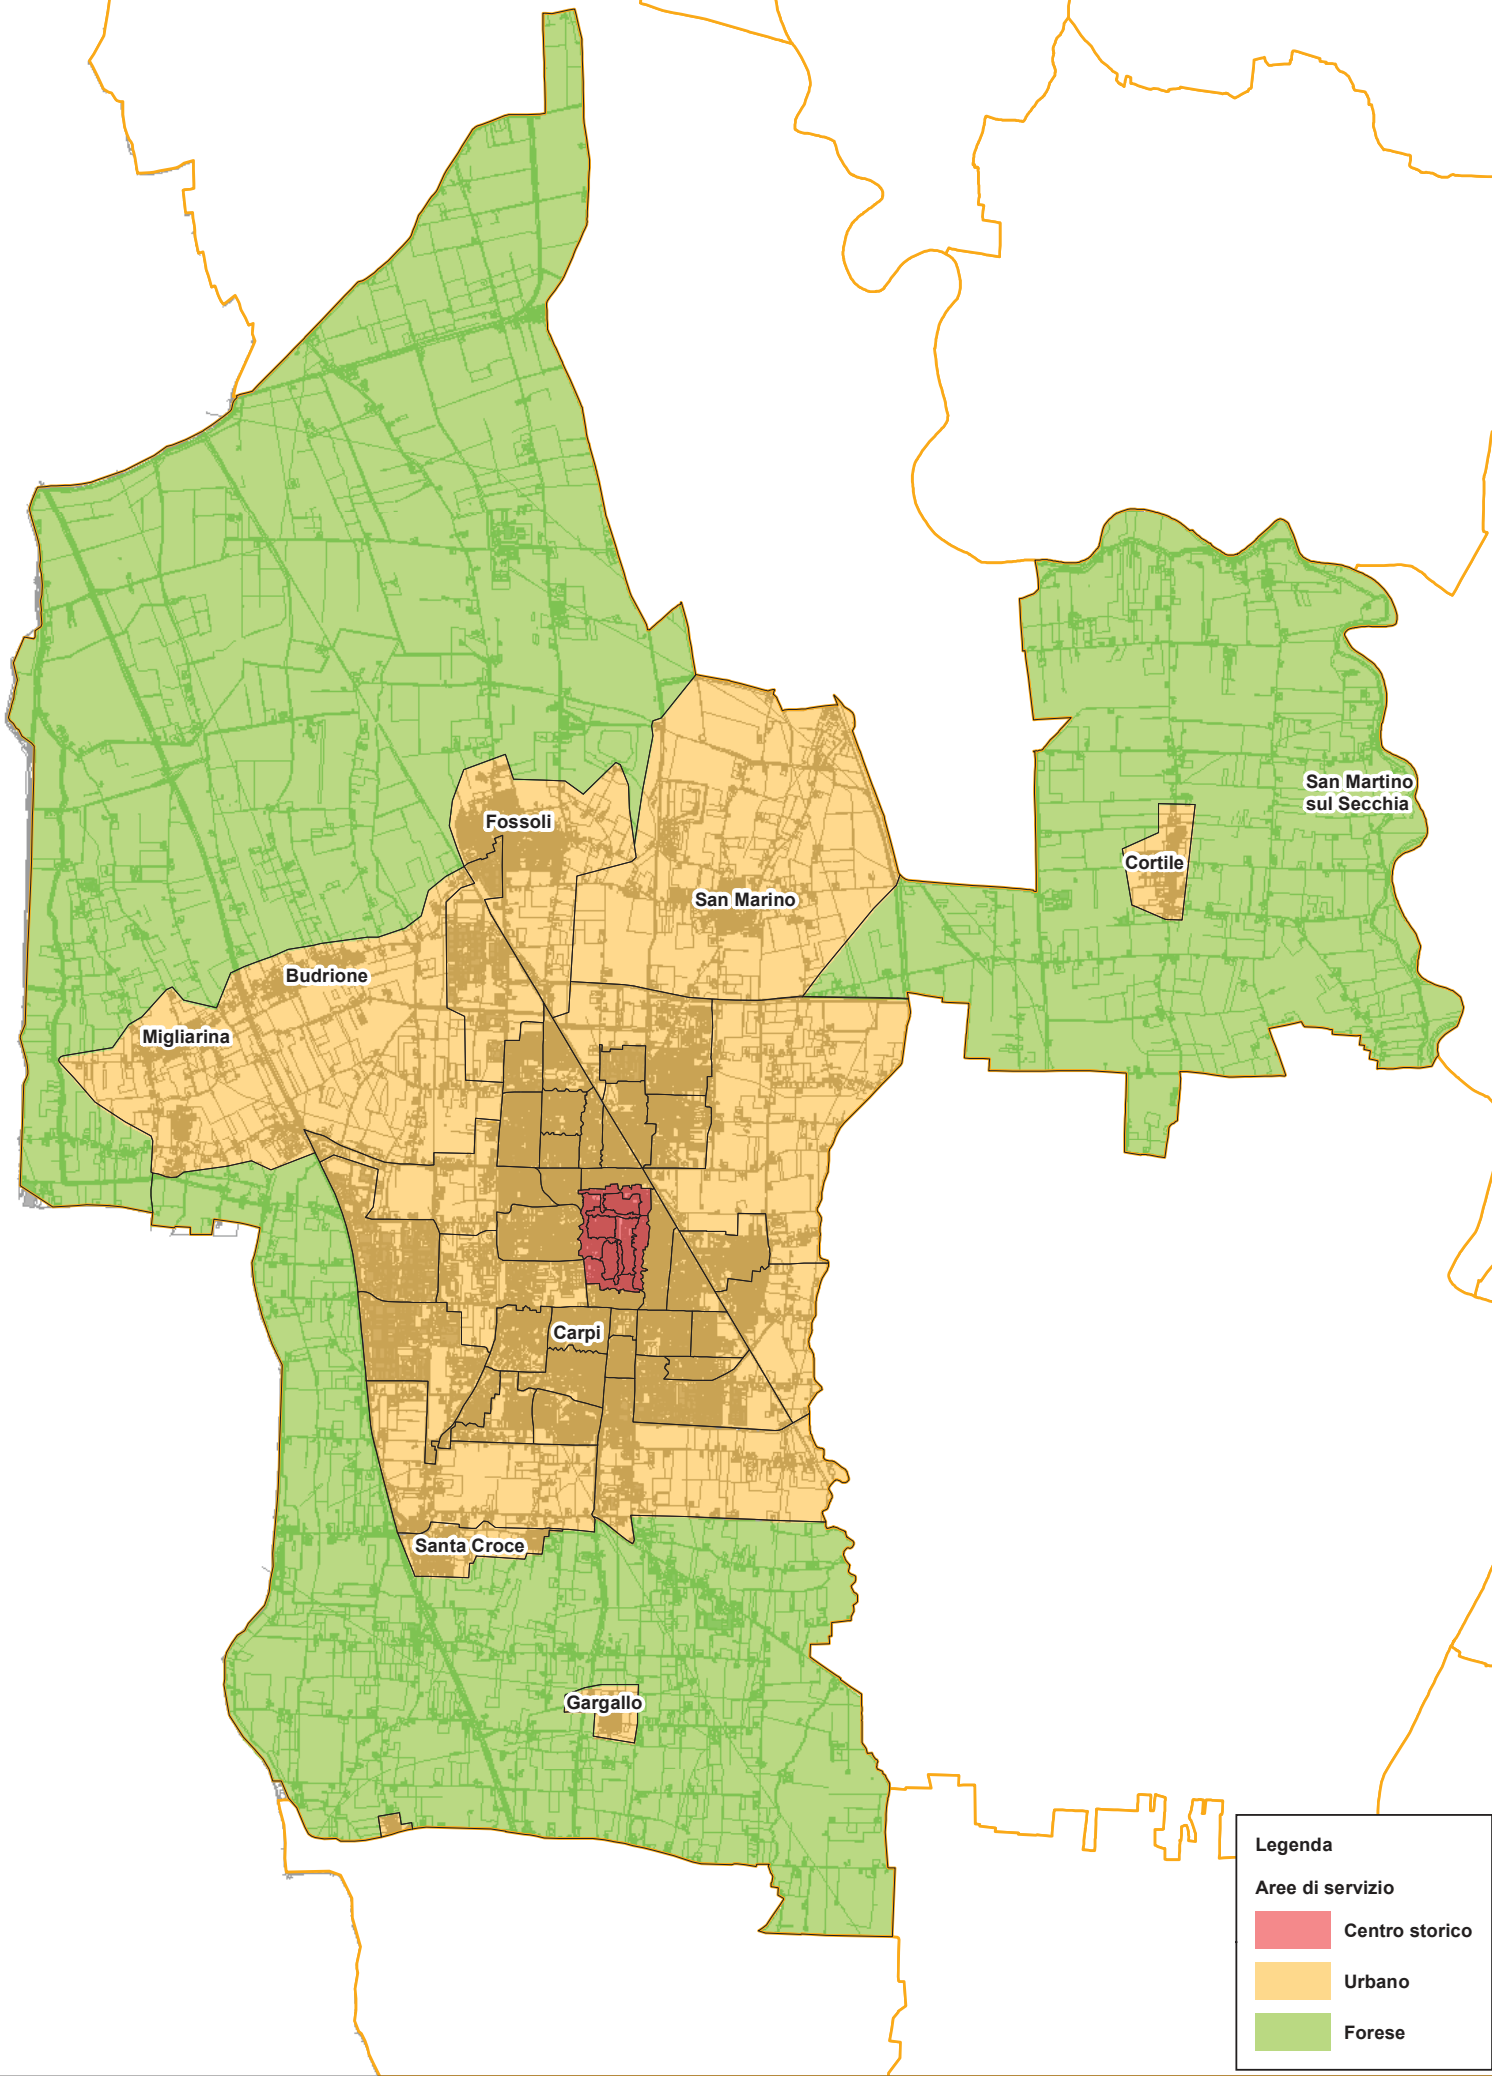 San Martino
sul Secchia
Fossoli
Cortile
San Marino
Budrione
Migliarina
Carpi
Santa Croce
Gargallo
Legenda
Aree di servizio
Centro storico
Urbano
Forese